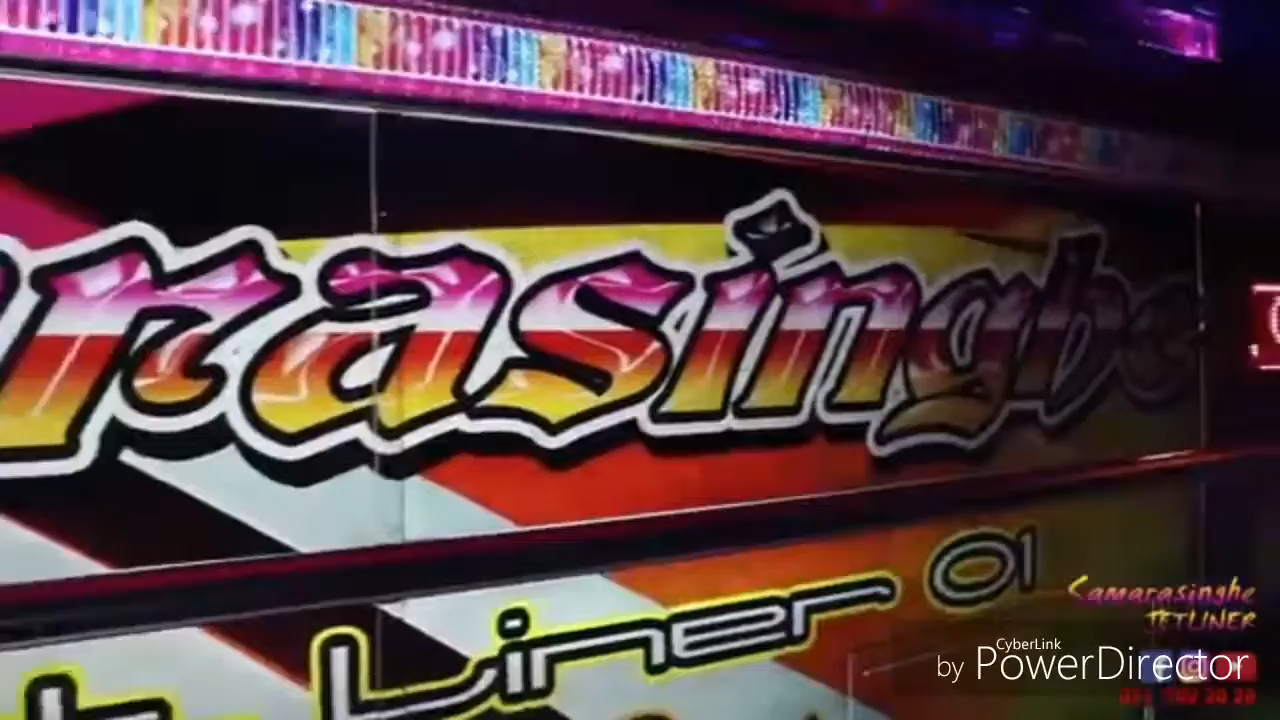 rasinghe
Liner 01
Samarasinghe
JETLINER
CyberLink
by PowerDirector